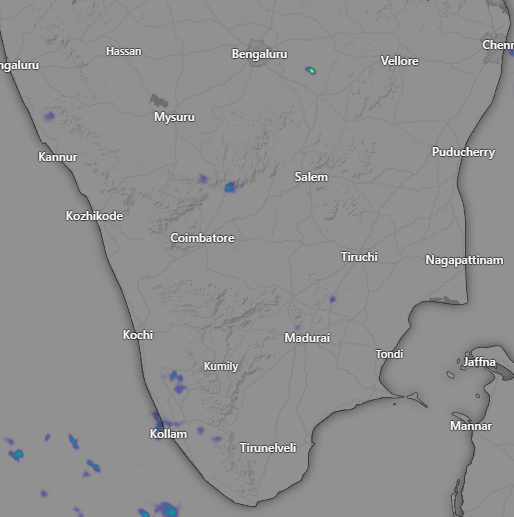 Chenn
Hassan
Bengaluru
Vellore
ngaluru
Mysuru
Puducherry
Kannur
Salem
Kozhikode
Coimbatore
Tiruchi
Nagapattinam
Kochi
Madurai
Tondi
Jaffna
Kumily
Mannar
Kollam
Tirunelveli